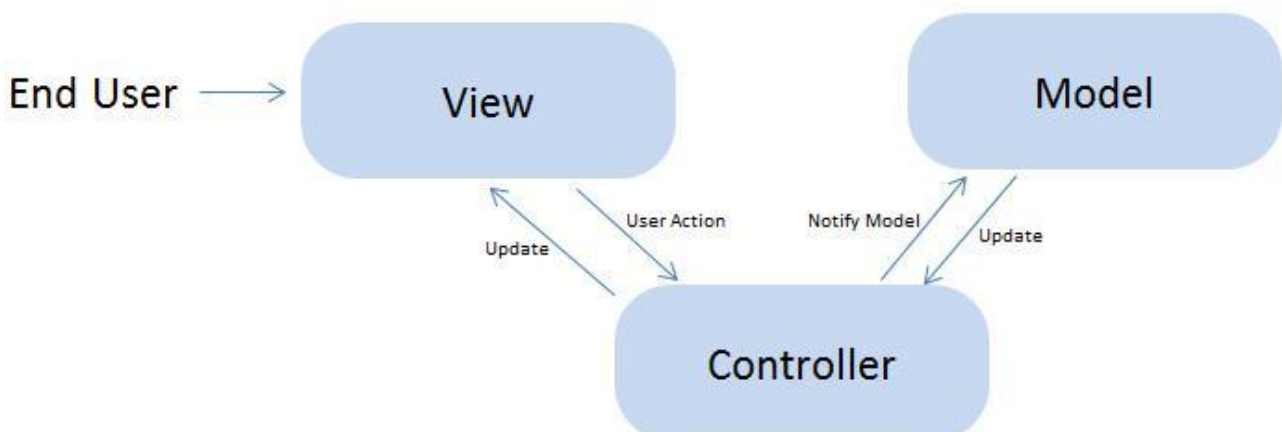 End User
View
Model
User Action
Notify Model
Update
Update
Controller